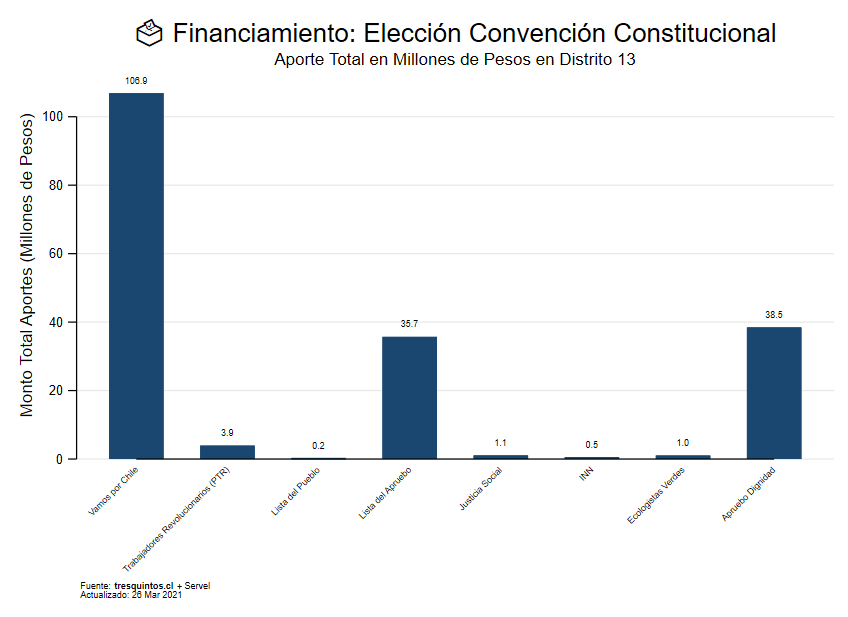 Financiamiento: Elección Convención Constitucional
Aporte Total en Millones de Pesos en Distrito 13
Monto Total Aportes (Millones de Pesos)
100
80
60
40
20
0
106.9
3.9
0.2
35.7
1.1
0.5
1.0
38.5
Vamos por Chile
Trabajadores Revolucionarios (PTR)
Lista del Pueblo
Lista del Apruebo
Justicia Social
INN
Ecologistas Verdes
Apruebo Dignidad
Fuente: tresquintos.cl + Servel
Actualizado: 26 Mar 2021